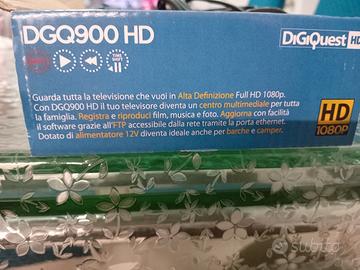 DGQ900 HD
DiGiQuest HD
TIME SHIFT
Guarda tutta la televisione che vuoi in Alta Definizione Full HD 1080p.
Con DGQ900 HD il tuo televisore diventa un centro multimediale per tutta
la famiglia. Registra e riproduci film, musica e foto. Aggiorna con facilità
il software grazie all'FTP accessibile dalla rete tramite la porta ethernet.
Dotato di alimentatore 12V diventa ideale anche per barche e camper.
HD
1080P
subito